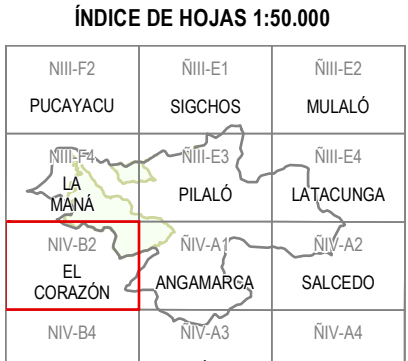 ÍNDICE DE HOJAS 1:50.000
NIII-F2 ÑIII-E1 ÑIII-E2
PUCAYACU SIGCHOS MULALÓ
NIII-F4 ÑIII-E3 ÑIII-E4
LA
MANÁ
PILALÓ LATACUNGA
NIV-B2 ÑIV-A1 ÑIV-A2
EL
CORAZÓN
ANGAMARCA SALCEDO
NIV-B4 ÑIV-A3 ÑIV-A4